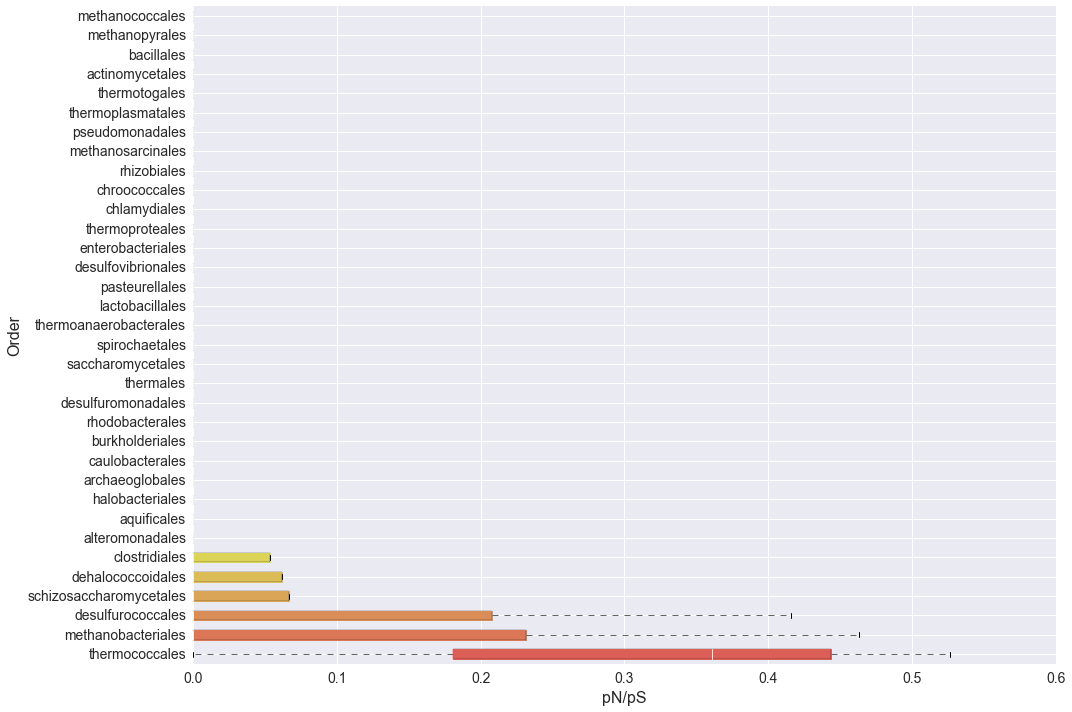 methanococcales
methanopyrales
bacillales
actinomycetales
thermotogales
thermoplasmatales
pseudomonadales
methanosarcinales
rhizobiales
chroococcales
chlamydiales
thermoproteales
enterobacteriales
desulfovibrionales
pasteurellales
lactobacillales
thermoanaerobacterales
spirochaetales
saccharomycetales
thermales
desulfuromonadales
rhodobacterales
burkholderiales
caulobacterales
archaeoglobales
halobacteriales
aquificales
alteromonadales
clostridiales
dehalococcoidales
schizosaccharomycetales
desulfurococcales
methanobacteriales
thermococcales
Order
0.0 0.1 0.2 0.3 0.4 0.5 0.6
pN/pS